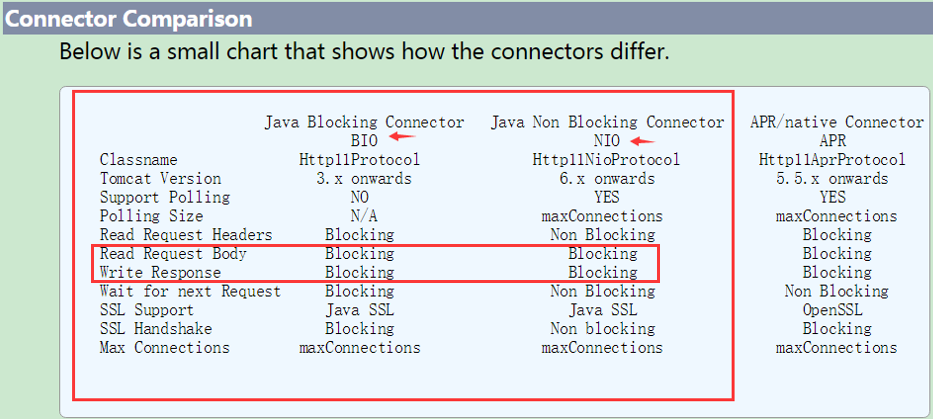 Connector Comparison
Below is a small chart that shows how the connectors differ.
Java Blocking Connector Java Non Blocking Connector APR/native Connector
BIO NIO APR
Classname Http11Protocol Http11NioProtocol Http11AprProtocol
Tomcat Version 3.x onwards 6.x onwards 5.5.x onwards
Support Polling NO YES YES
Polling Size N/A maxConnections maxConnections
Read Request Headers Blocking Non Blocking Blocking
Read Request Body Blocking Blocking Blocking
Write Response Blocking Blocking Blocking
Wait for next Request Blocking Non Blocking Non Blocking
SSL Support Java SSL Java SSL OpenSSL
SSL Handshake Blocking Non blocking Blocking
Max Connections maxConnections maxConnections maxConnections